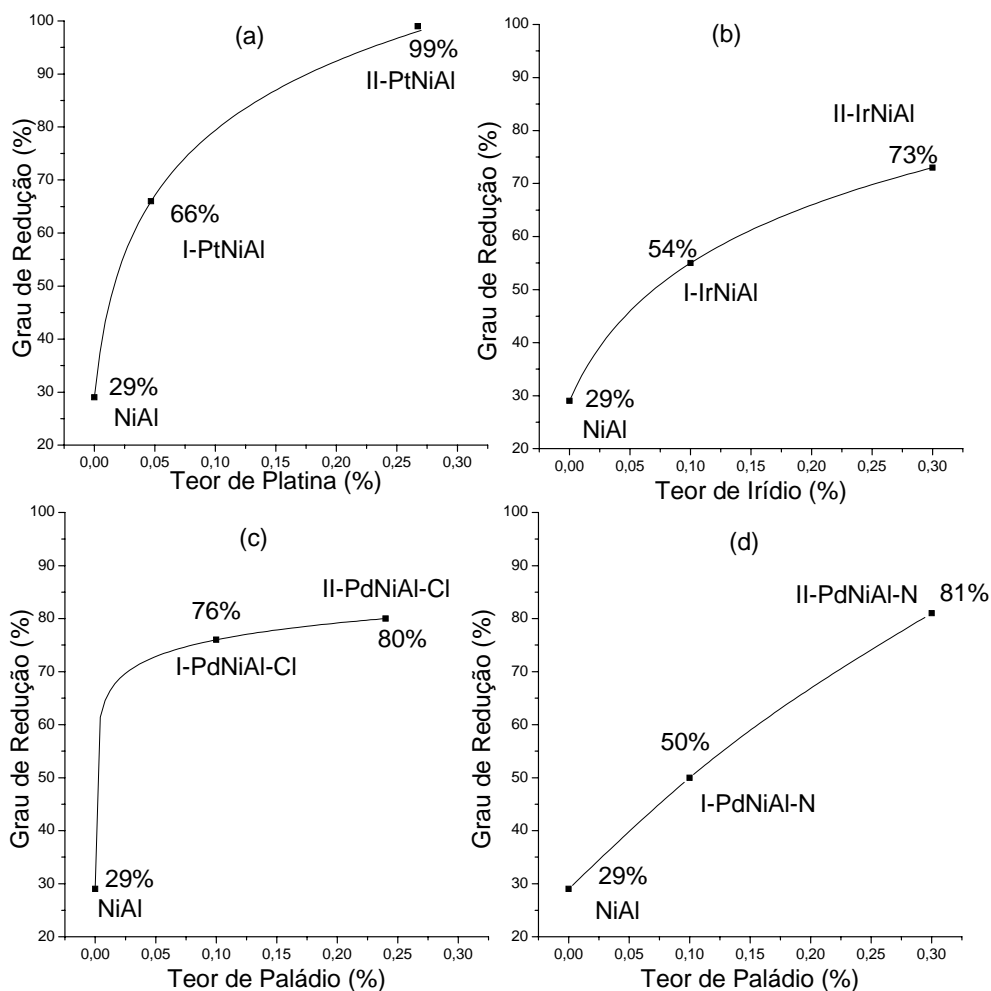 (a)
100
90
80
70
60
50
40
30
20
Grau de Redução (%)
99%
II-PtNiAl
66%
I-PtNiAl
29%
NiAl
0,00 0,05 0,10 0,15 0,20 0,25 0,30
Teor de Platina (%)
(b)
100
90
80
70
60
50
40
30
20
Grau de Redução (%)
II-IrNiAl
73%
54%
I-IrNiAl
29%
NiAl
0,00 0,05 0,10 0,15 0,20 0,25 0,30
Teor de Irídio (%)
(c)
100
90
80
70
60
50
40
30
20
Grau de Redução (%)
II-PdNiAl-Cl
76%
80%
I-PdNiAl-Cl
29%
NiAl
0,00 0,05 0,10 0,15 0,20 0,25 0,30
Teor de Paládio (%)
(d)
100
90
80
70
60
50
40
30
20
Grau de Redução (%)
II-PdNiAl-N 81%
50%
I-PdNiAl-N
29%
NiAl
0,00 0,05 0,10 0,15 0,20 0,25 0,30
Teor de Paládio (%)